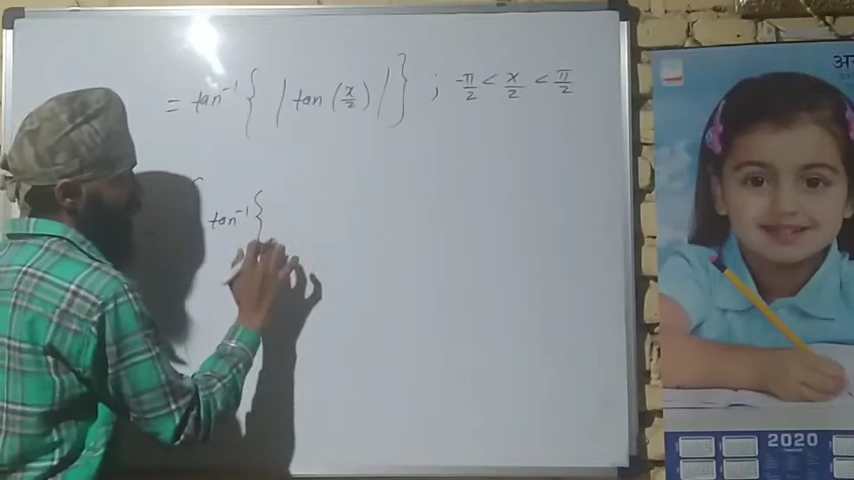 = tan⁻¹ { | tan (x/2) | } ; -π/2 < x/2 < π/2
tan⁻¹ {
2020